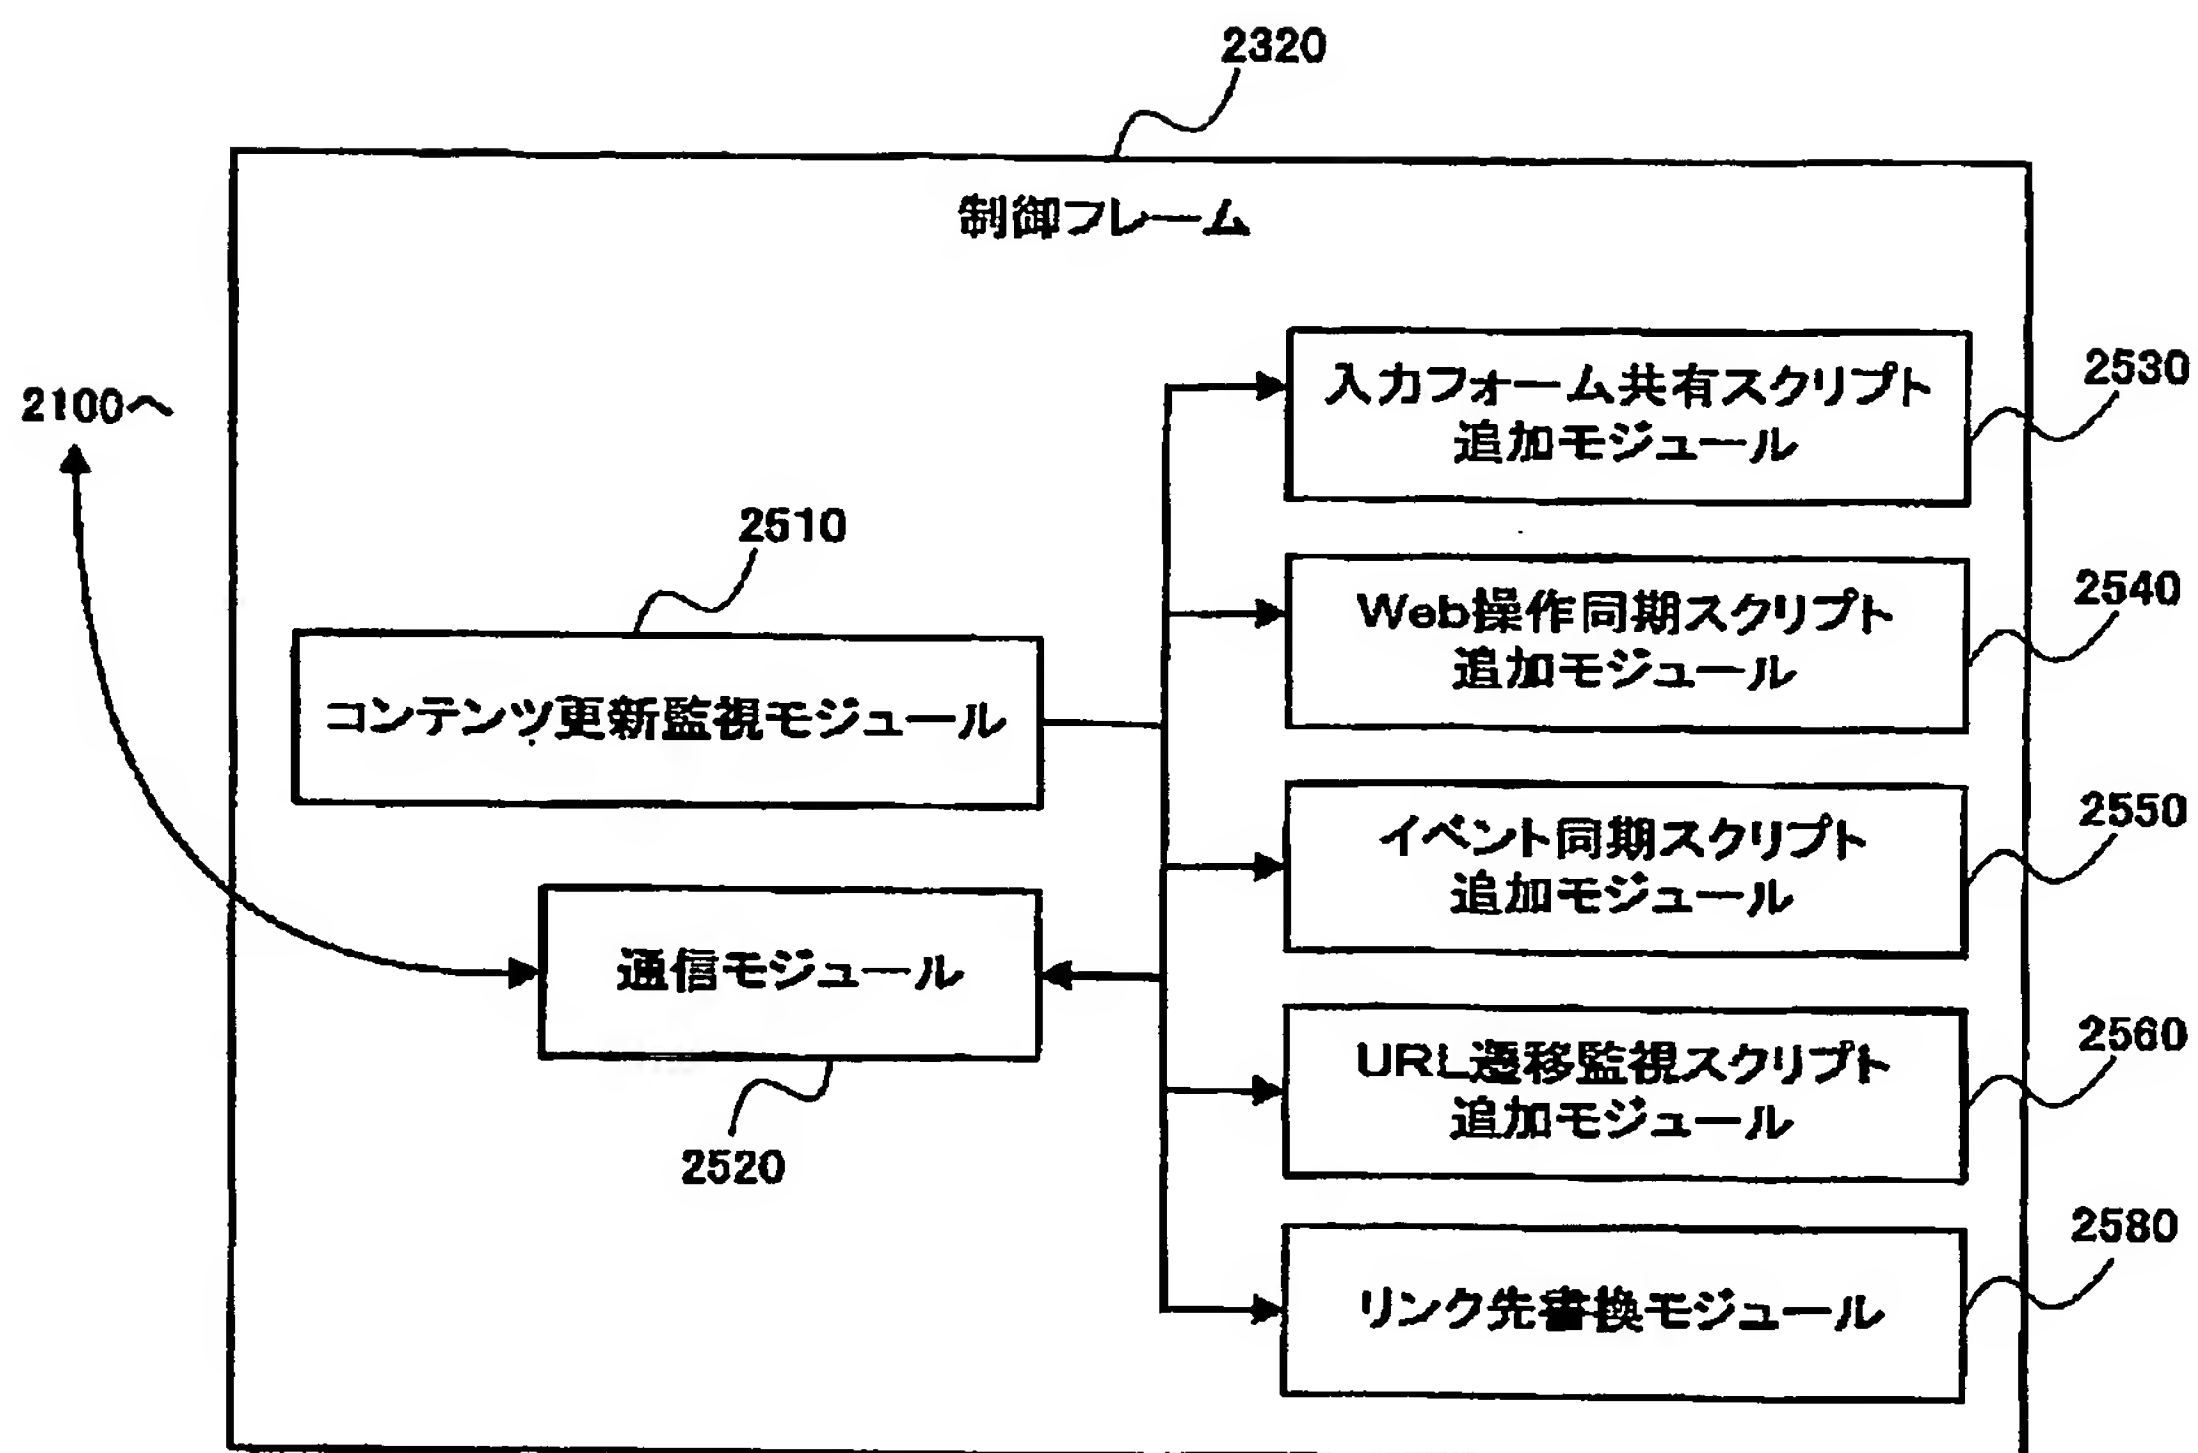 2320
制御フレーム
2100へ
2510
コンテンツ更新監視モジュール
通信モジュール
2520
入力フォーム共有スクリプト
追加モジュール
2530
Web操作同期スクリプト
追加モジュール
2540
イベント同期スクリプト
追加モジュール
2550
URL遷移監視スクリプト
追加モジュール
2560
リンク先書換モジュール
2580